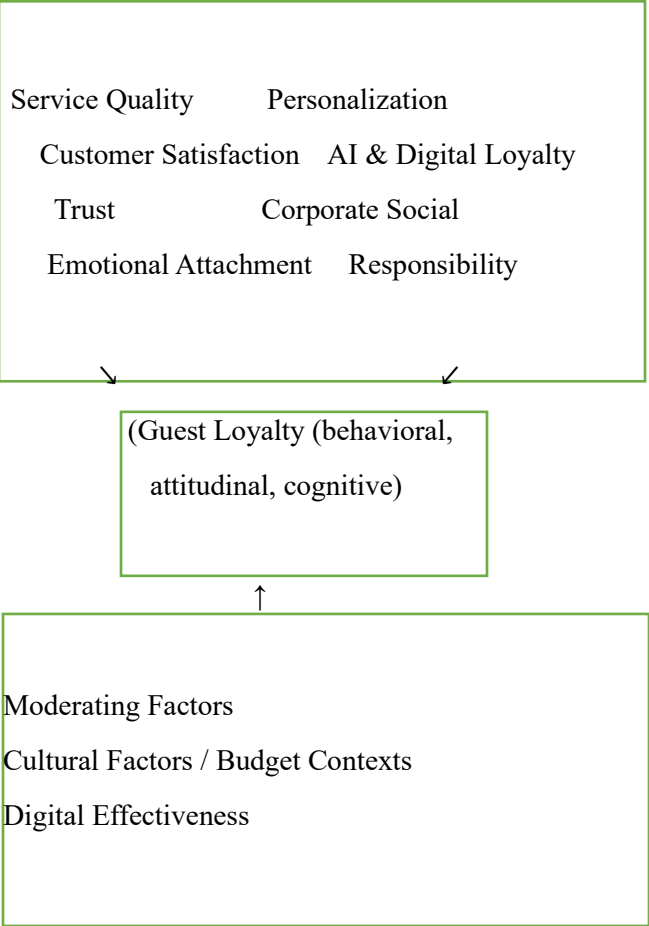 Service Quality Personalization
Customer Satisfaction AI & Digital Loyalty
Trust Corporate Social
Emotional Attachment Responsibility
↘ ↙
(Guest Loyalty (behavioral,
attitudinal, cognitive)
↑
Moderating Factors
Cultural Factors / Budget Contexts
Digital Effectiveness